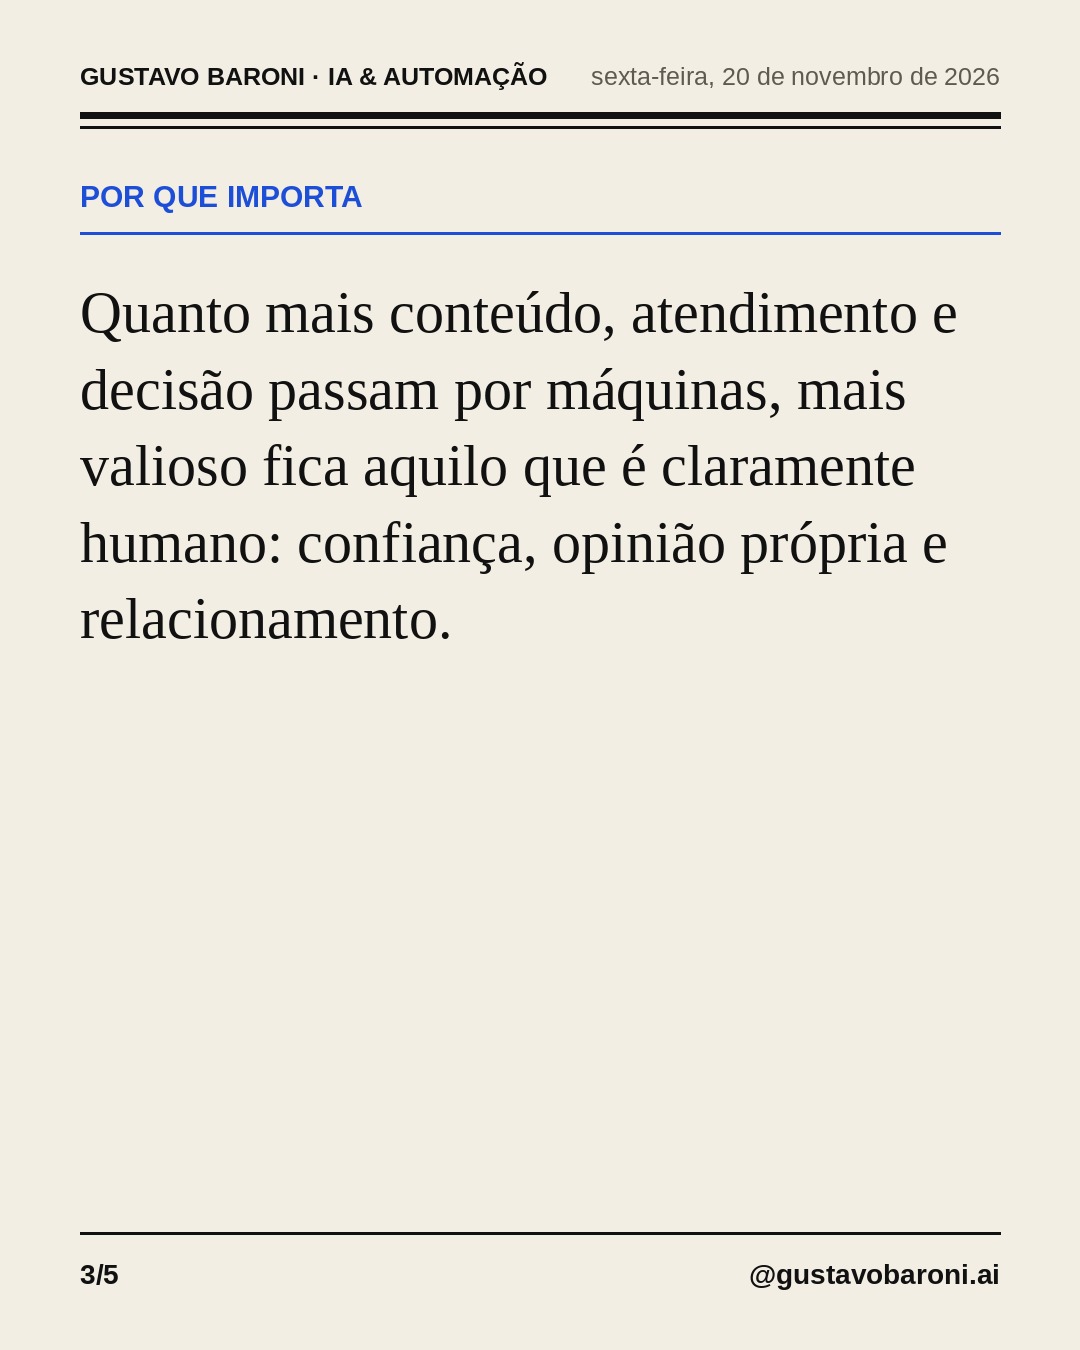 GUSTAVO BARONI · IA & AUTOMAÇÃO
sexta-feira, 20 de novembro de 2026
POR QUE IMPORTA
Quanto mais conteúdo, atendimento e
decisão passam por máquinas, mais
valioso fica aquilo que é claramente
humano: confiança, opinião própria e
relacionamento.
3/5
@gustavobaroni.ai